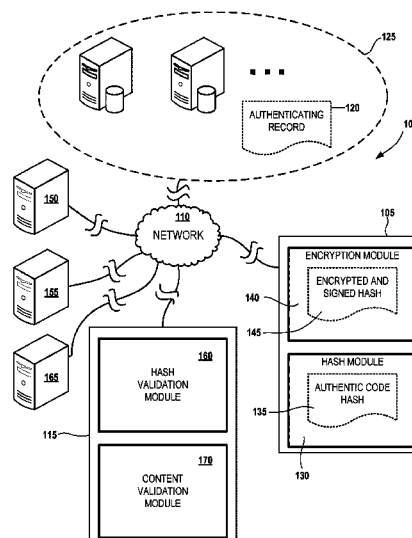 125
120
AUTHENTICATING
RECORD
10
150
110
NETWORK
105
ENCRYPTION MODULE
140
ENCRYPTED AND
SIGNED HASH
145
155
165
160
HASH
VALIDATION
MODULE
115
170
CONTENT
VALIDATION
MODULE
HASH MODULE
135
AUTHENTIC CODE
HASH
130